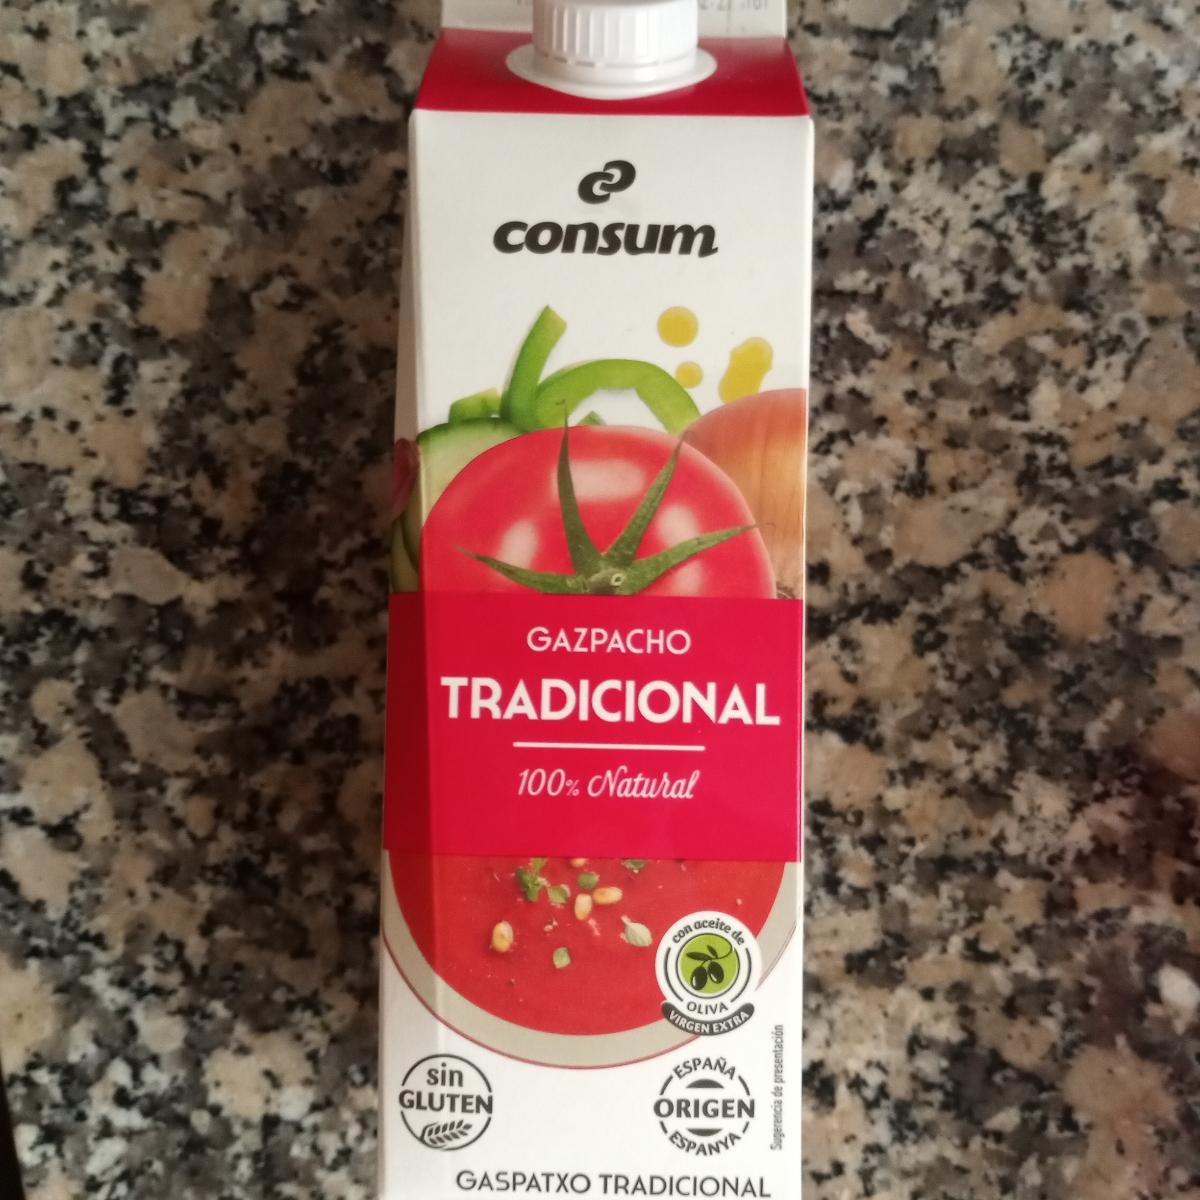 consum
GAZPACHO
TRADICIONAL
100% Natural
con aceite de
OLIVA
VIRGEN EXTRA
sin
GLUTEN
ESPAÑA
ORIGEN
ESPANYA
Sugerencia de presentación
GASPATXO TRADICIONAL